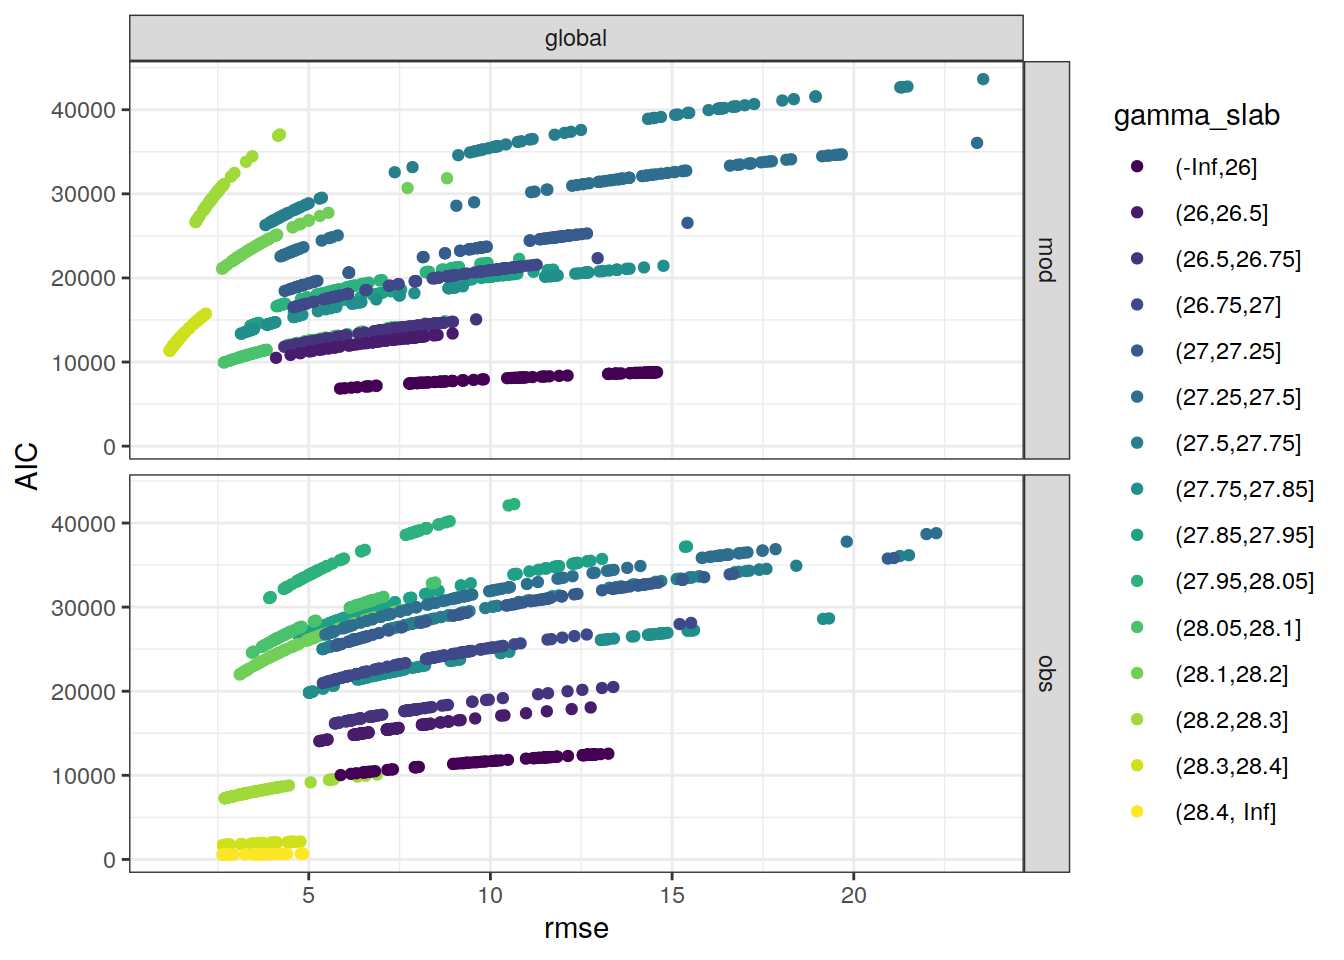 global
40000
30000
20000
10000
0
mod
40000
30000
20000
10000
0
obs
5 10 15 20
rmse
AIC
gamma_slab
(-Inf,26]
(26,26.5]
(26.5,26.75]
(26.75,27]
(27,27.25]
(27.25,27.5]
(27.5,27.75]
(27.75,27.85]
(27.85,27.95]
(27.95,28.05]
(28.05,28.1]
(28.1,28.2]
(28.2,28.3]
(28.3,28.4]
(28.4, Inf]